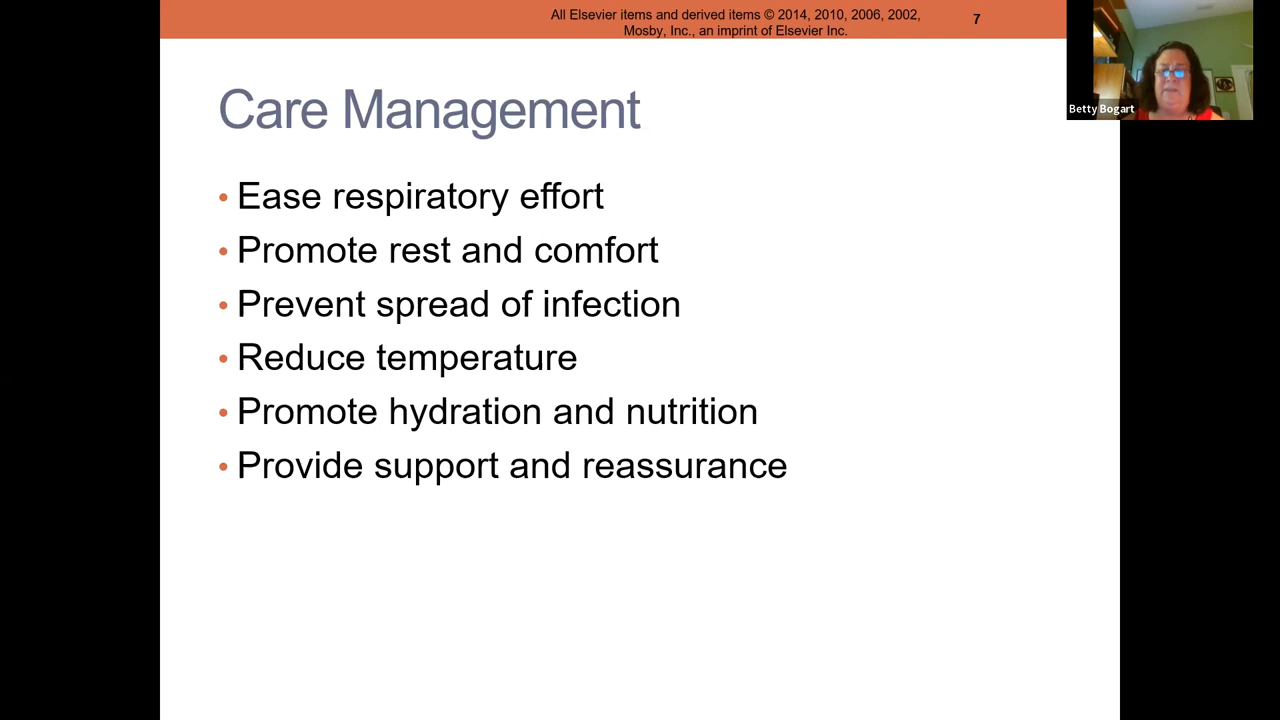 All Elsevier items and derived items © 2014, 2010, 2006, 2002,
Mosby, Inc., an imprint of Elsevier Inc.
7
Betty Bogart
Care Management
• Ease respiratory effort
• Promote rest and comfort
• Prevent spread of infection
• Reduce temperature
• Promote hydration and nutrition
• Provide support and reassurance